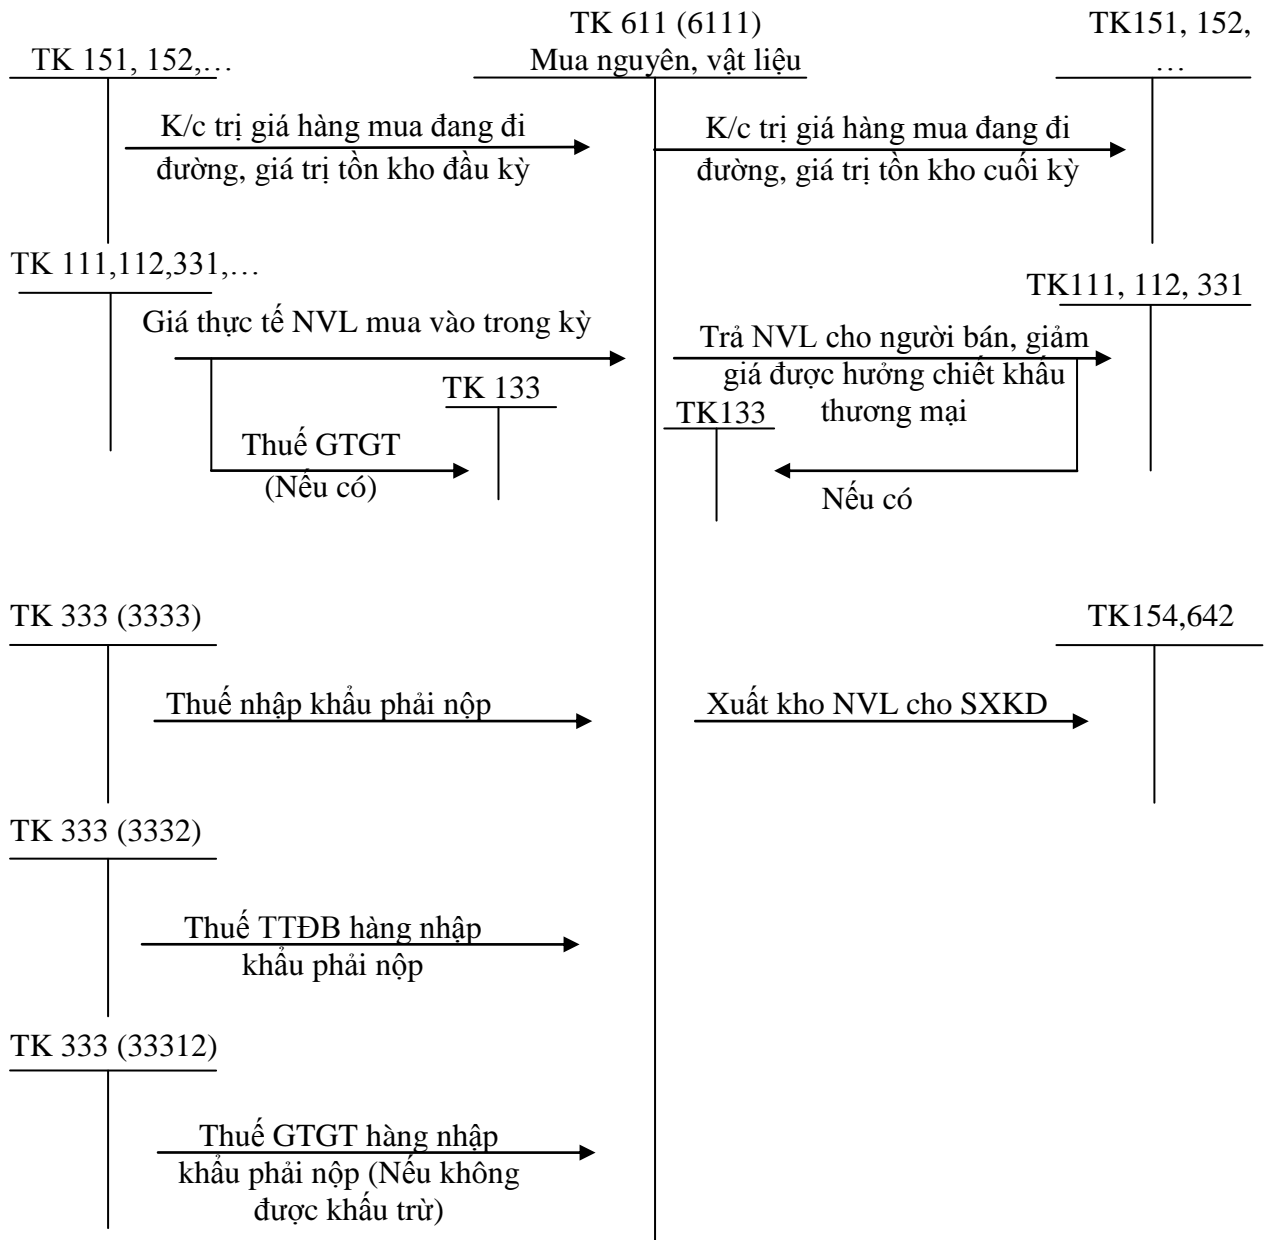 TK 611 (6111)
Mua nguyên, vật liệu
TK151, 152,
…
TK 151, 152,…
K/c trị giá hàng mua đang đi
đường, giá trị tồn kho đầu kỳ
K/c trị giá hàng mua đang đi
đường, giá trị tồn kho cuối kỳ
TK 111,112,331,…
TK111, 112, 331
Giá thực tế NVL mua vào trong kỳ
Trả NVL cho người bán, giảm
giá được hưởng chiết khấu
thương mại
TK 133
TK133
Thuế GTGT
(Nếu có)
Nếu có
TK 333 (3333)
TK154,642
Thuế nhập khẩu phải nộp
Xuất kho NVL cho SXKD
TK 333 (3332)
Thuế TTĐB hàng nhập
khẩu phải nộp
TK 333 (33312)
Thuế GTGT hàng nhập
khẩu phải nộp (Nếu không
được khấu trừ)